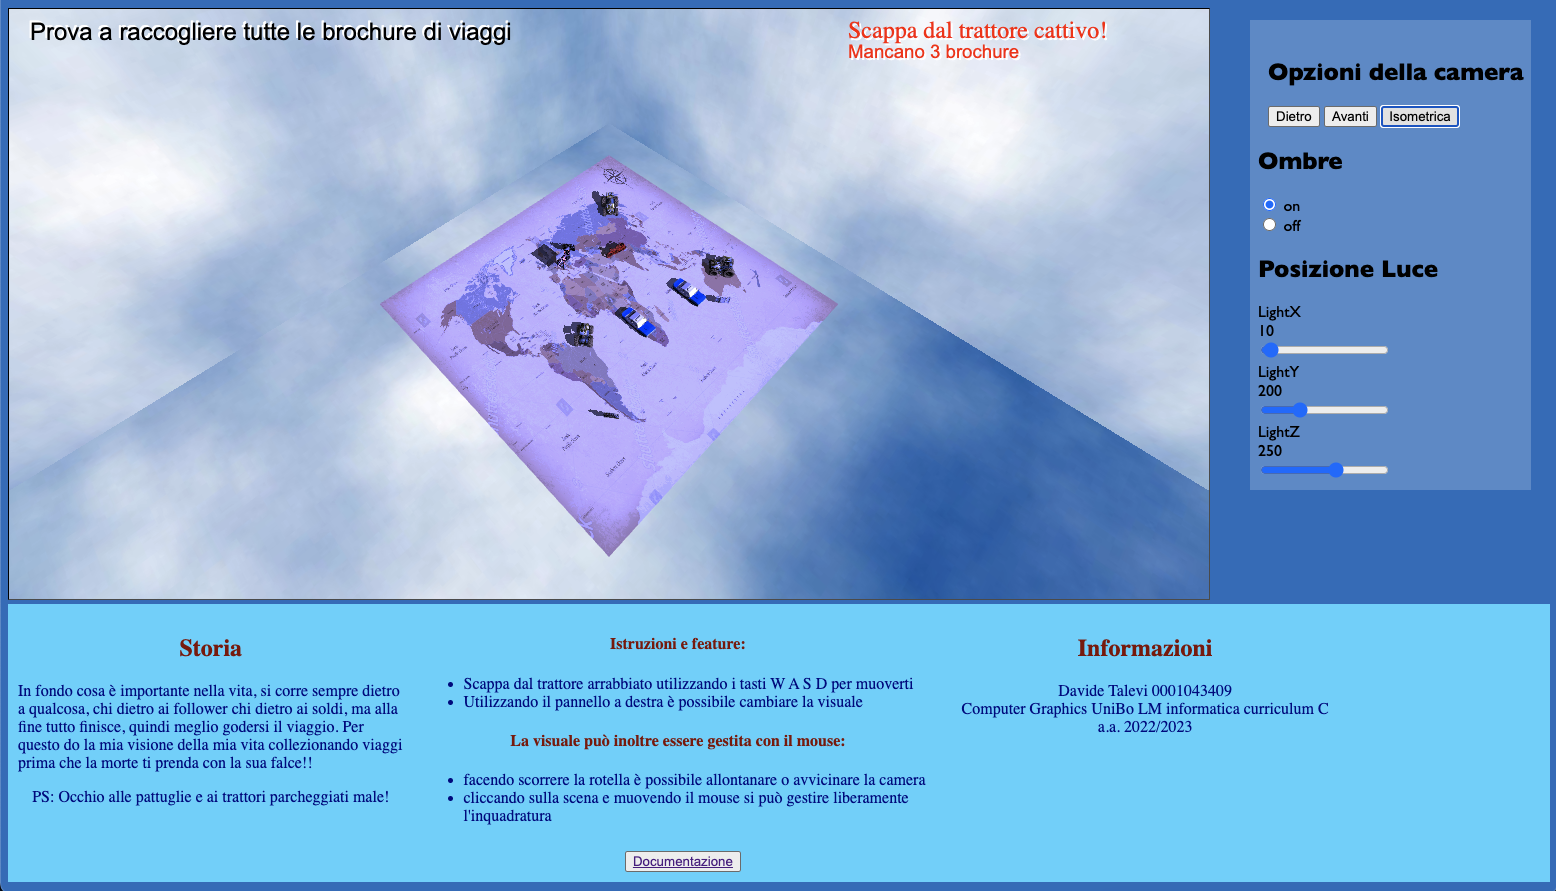 Prova a raccogliere tutte le brochure di viaggi
Scappa dal trattore cattivo!
Mancano 3 brochure
Opzioni della camera
Dietro Avanti Isometrica
Ombre
on
off
Posizione Luce
LightX
10
LightY
200
LightZ
250
Storia
In fondo cosa è importante nella vita, si corre sempre dietro
a qualcosa, chi dietro ai follower chi dietro ai soldi, ma alla
fine tutto finisce, quindi meglio godersi il viaggio. Per
questo do la mia visione della mia vita collezionando viaggi
prima che la morte ti prenda con la sua falce!!
PS: Occhio alle pattuglie e ai trattori parcheggiati male!
Istruzioni e feature:
Scappa dal trattore arrabbiato utilizzando i tasti W A S D per muoverti
Utilizzando il pannello a destra è possibile cambiare la visuale
La visuale può inoltre essere gestita con il mouse:
facendo scorrere la rotella è possibile allontanare o avvicinare la camera
cliccando sulla scena e muovendo il mouse si può gestire liberamente
l'inquadratura
Documentazione
Informazioni
Davide Talevi 0001043409
Computer Graphics UniBo LM informatica curriculum C
a.a. 2022/2023